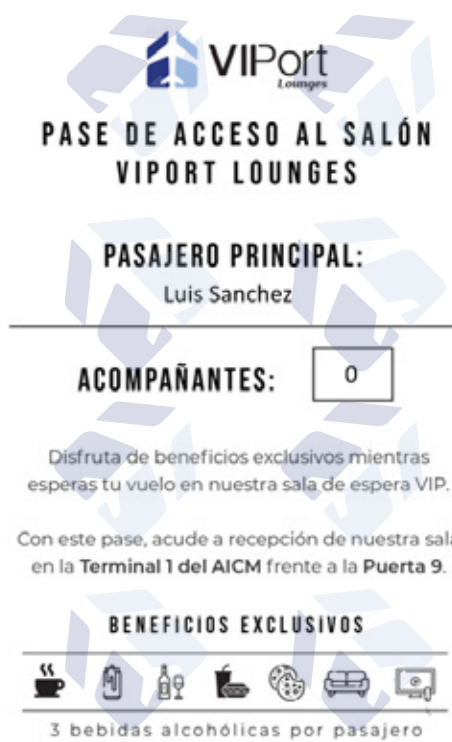 VIPort
Lounges
PASE DE ACCESO AL SALÓN
VIPORT LOUNGES
PASAJERO PRINCIPAL:
Luis Sanchez
ACOMPAÑANTES: 0
Disfruta de beneficios exclusivos mientras
esperas tu vuelo en nuestra sala de espera VIP.
Con este pase, acude a recepción de nuestra sala
en la Terminal 1 del AICM frente a la Puerta 9.
BENEFICIOS EXCLUSIVOS
3 bebidas alcohólicas por pasajero